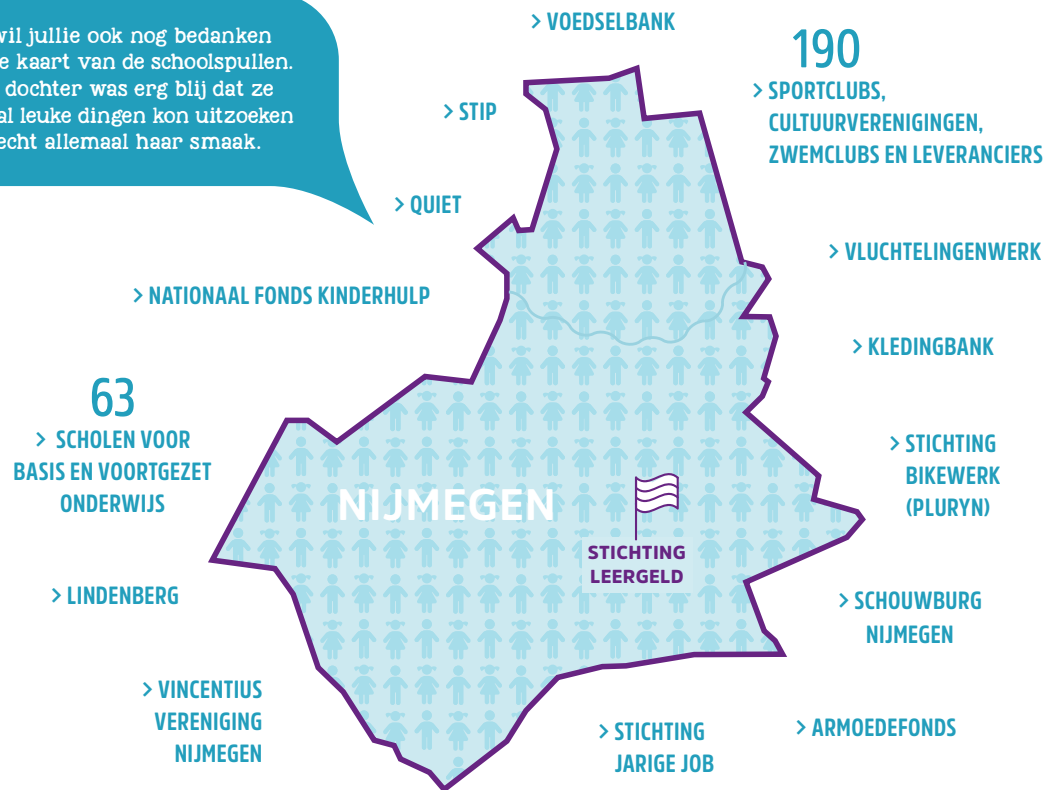 wil jullie ook nog bedanken
kaart van de schoolspullen.
dochter was erg blij dat ze
leuke dingen kon uitzoeken
echt allemaal haar smaak.
> VOEDSELBANK
190
> SPORTCLUBS,
CULTUURVERENIGINGEN,
ZWEMCLUBS EN LEVERANCIERS
> STIP
> QUIET
> VLUCHTELINGENWERK
> NATIONAAL FONDS KINDERHULP
> KLEDINGBANK
63
> SCHOLEN VOOR
BASIS EN VOORTGEZET
ONDERWIJS
> STICHTING
BIKEWERK
(PLURYN)
NIJMEGEN
STICHTING
LEERGELD
> LINDENBERG
> SCHOUWBURG
NIJMEGEN
> VINCENTIUS
VERENIGING
NIJMEGEN
> STICHTING
JARIGE JOB
> ARMOEDEFONDS